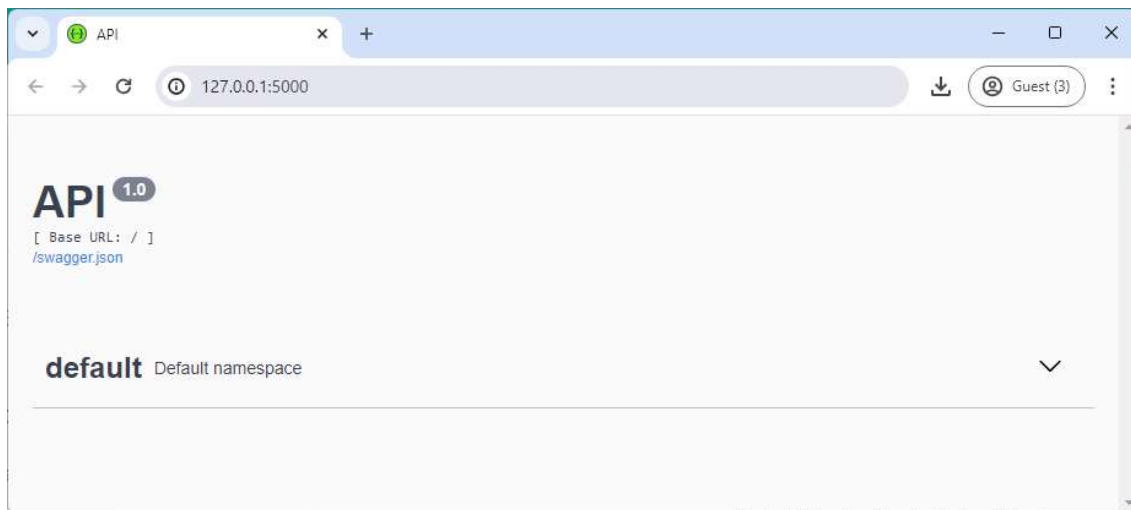 API
127.0.0.1:5000
Guest (3)
API 1.0
[ Base URL: / ]
/swagger.json
default Default namespace